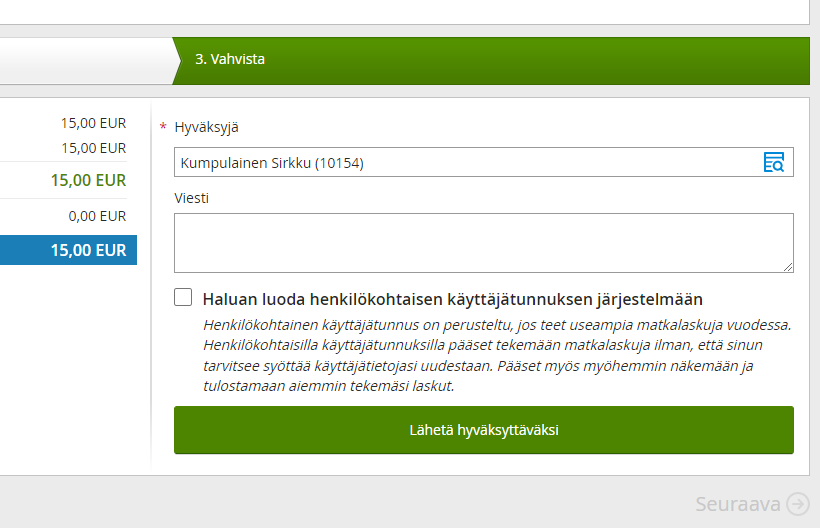 3. Vahvista
15,00 EUR
15,00 EUR
15,00 EUR
0,00 EUR
15,00 EUR
* Hyväksyjä
Kumpulainen Sirkku (10154)
Viesti
Haluan luoda henkilökohtaisen käyttäjätunnuksen järjestelmään
Henkilökohtainen käyttäjätunnus on perusteltu, jos teet useampia matkalaskuja vuodessa.
Henkilökohtaisilla käyttäjätunnuksilla pääset tekemään matkalaskuja ilman, että sinun
tarvitsee syöttää käyttäjätietojasi uudestaan. Pääset myös myöhemmin näkemään ja
tulostamaan aiemmin tekemäsi laskut.
Lähetä hyväksyttäväksi
Seuraava